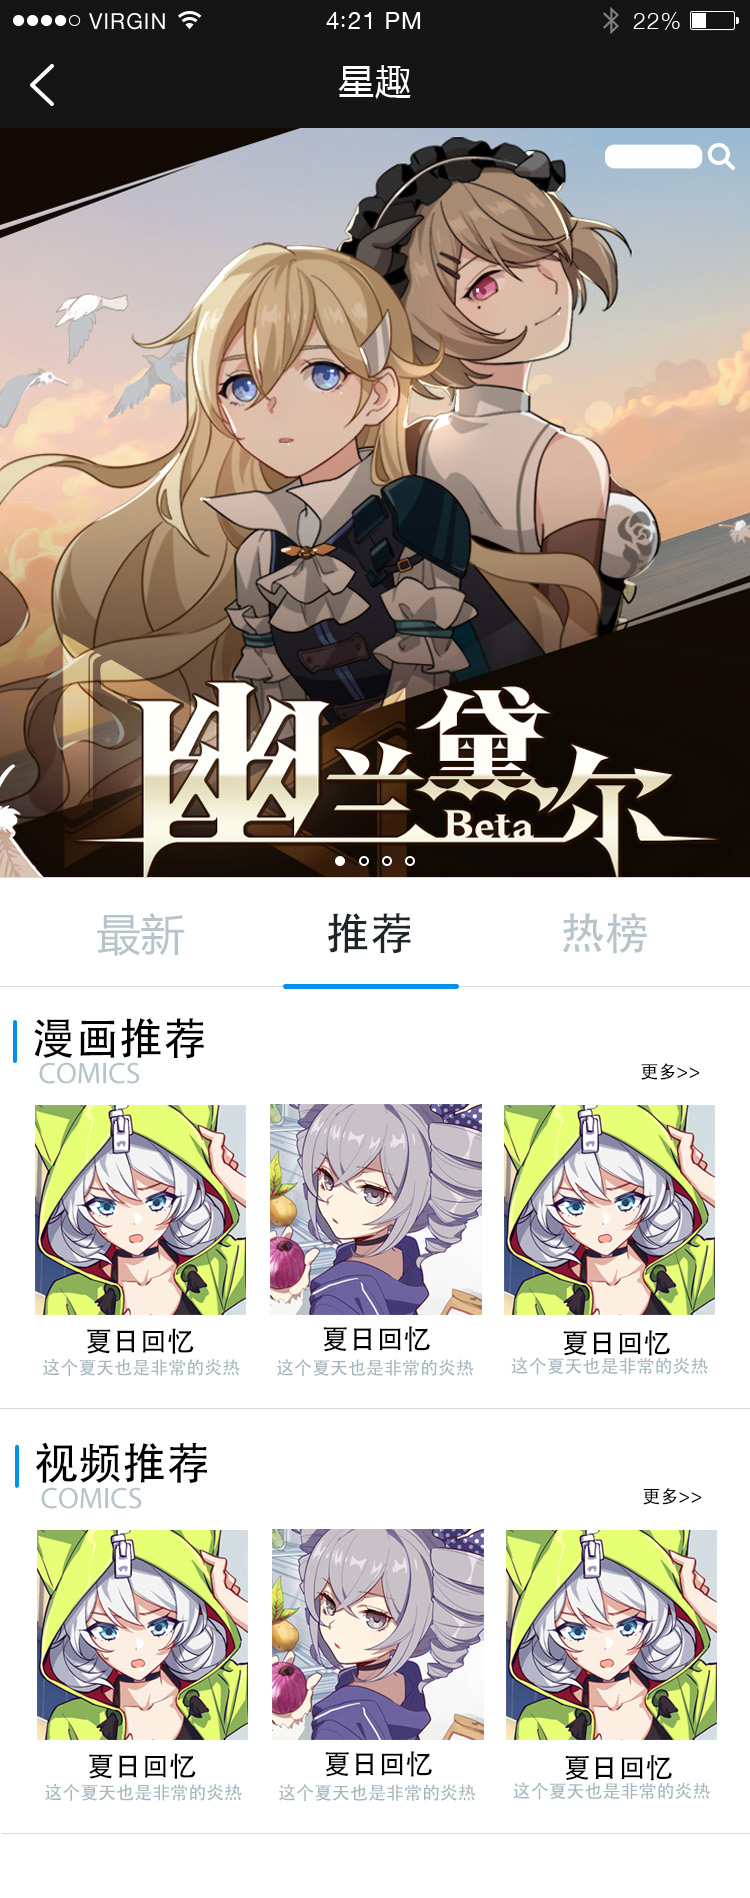 VIRGIN 4:21 PM 22%
星趣
幽兰黛尔
Beta
最新 推荐 热榜
漫画推荐
COMICS
更多>>
夏日回忆 夏日回忆 夏日回忆
这个夏天也是非常的炎热 这个夏天也是非常的炎热 这个夏天也是非常的炎热
视频推荐
COMICS
更多>>
夏日回忆 夏日回忆 夏日回忆
这个夏天也是非常的炎热 这个夏天也是非常的炎热 这个夏天也是非常的炎热